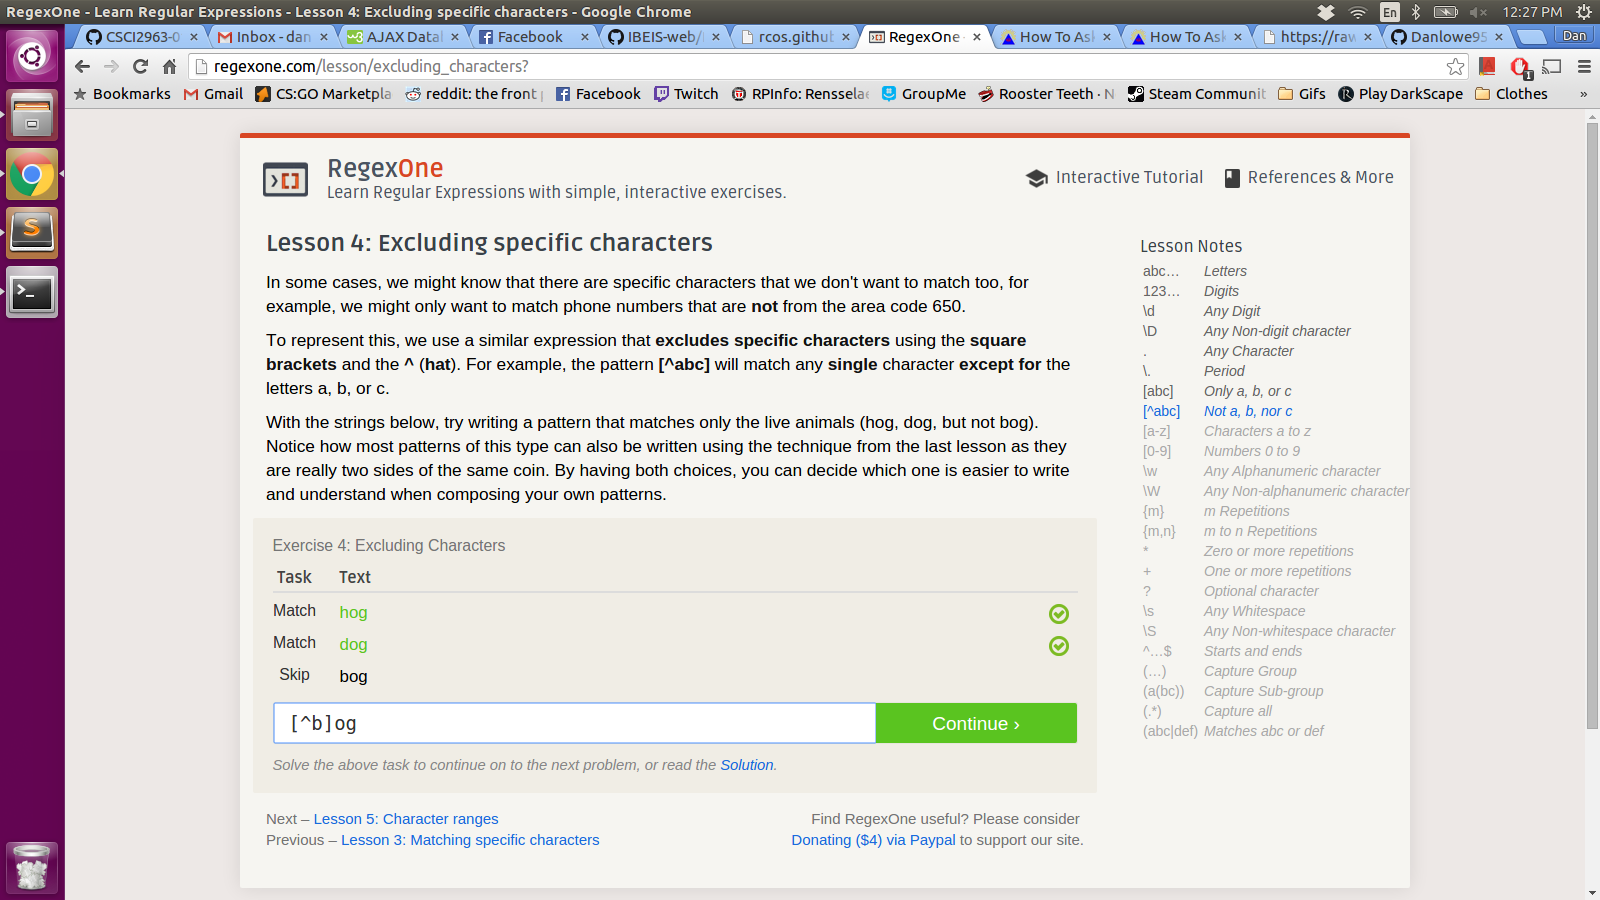 RegexOne - Learn Regular Expressions - Lesson 4: Excluding specific characters - Google Chrome
En
12:27 PM
CSCI2963-0
Inbox - dan
AJAX Datal
Facebook
IBEIS-web/
rcos.github
RegexOne
How To Ask
How To Ask
https://raw
Danlowe95
Dan
regexone.com/lesson/excluding_characters?
1
Bookmarks
Gmail
CS:GO Marketpla
reddit: the front
Facebook
Twitch
RPInfo: Rensselae
GroupMe
Rooster Teeth · N
Steam Communit
Gifs
Play DarkScape
Clothes
»
RegexOne
Learn Regular Expressions with simple, interactive exercises.
Interactive Tutorial
References & More
Lesson 4: Excluding specific characters
In some cases, we might know that there are specific characters that we don't want to match too, for
example, we might only want to match phone numbers that are not from the area code 650.
To represent this, we use a similar expression that excludes specific characters using the square
brackets and the ^ (hat). For example, the pattern [^abc] will match any single character except for the
letters a, b, or c.
With the strings below, try writing a pattern that matches only the live animals (hog, dog, but not bog).
Notice how most patterns of this type can also be written using the technique from the last lesson as they
are really two sides of the same coin. By having both choices, you can decide which one is easier to write
and understand when composing your own patterns.
Exercise 4: Excluding Characters
Task Text
Match hog
Match dog
Skip bog
[^b]og
Continue ›
Solve the above task to continue on to the next problem, or read the Solution.
Next – Lesson 5: Character ranges
Previous – Lesson 3: Matching specific characters
Find RegexOne useful? Please consider
Donating ($4) via Paypal to support our site.
Lesson Notes
abc… Letters
123… Digits
\d Any Digit
\D Any Non-digit character
. Any Character
\. Period
[abc] Only a, b, or c
[^abc] Not a, b, nor c
[a-z] Characters a to z
[0-9] Numbers 0 to 9
\w Any Alphanumeric character
\W Any Non-alphanumeric character
{m} m Repetitions
{m,n} m to n Repetitions
* Zero or more repetitions
+ One or more repetitions
? Optional character
\s Any Whitespace
\S Any Non-whitespace character
^…$ Starts and ends
(…) Capture Group
(a(bc)) Capture Sub-group
(.*) Capture all
(abc|def) Matches abc or def